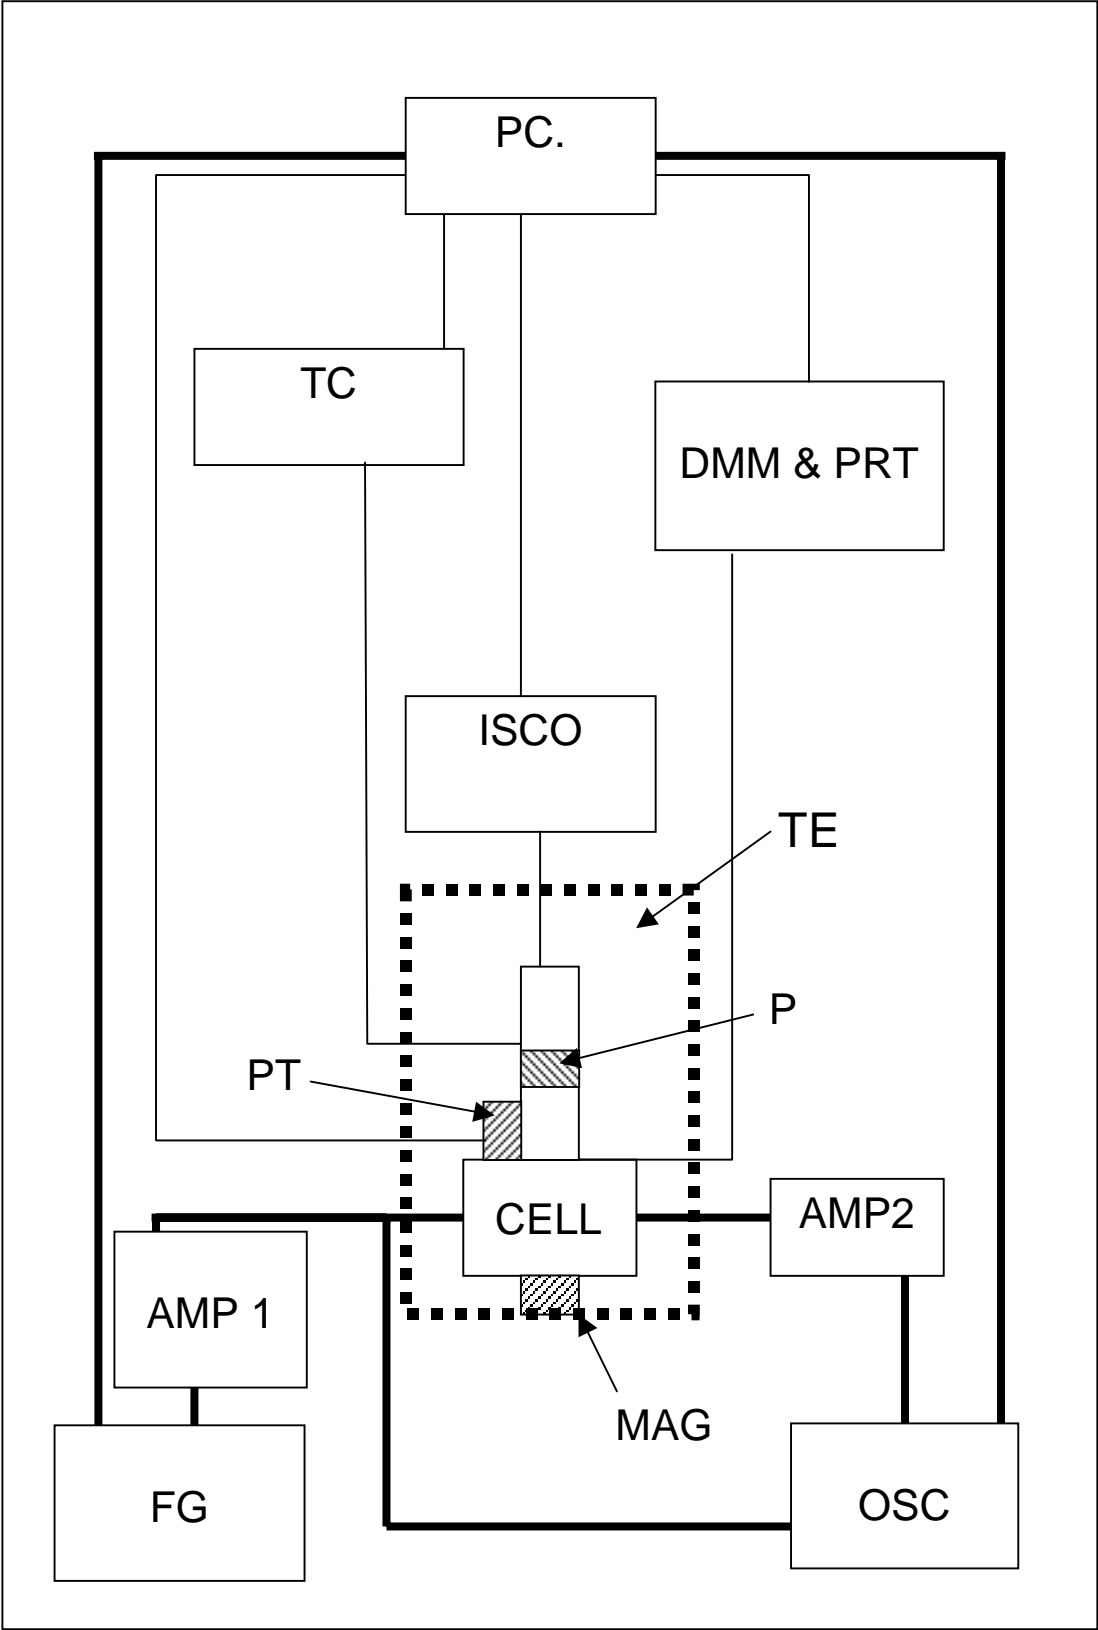 PC.
TC
DMM & PRT
ISCO
TE
P
PT
CELL
AMP2
AMP 1
MAG
FG
OSC